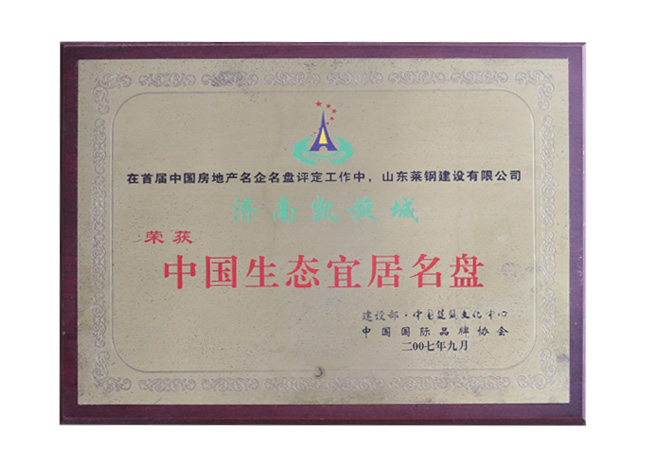 在首届中国房地产名企名盘评定工作中，山东莱钢建设有限公司
济南凯旋城
荣获
中国生态宜居名盘
建设部·中国建筑文化中心
中国国际品牌协会
二00七年九月